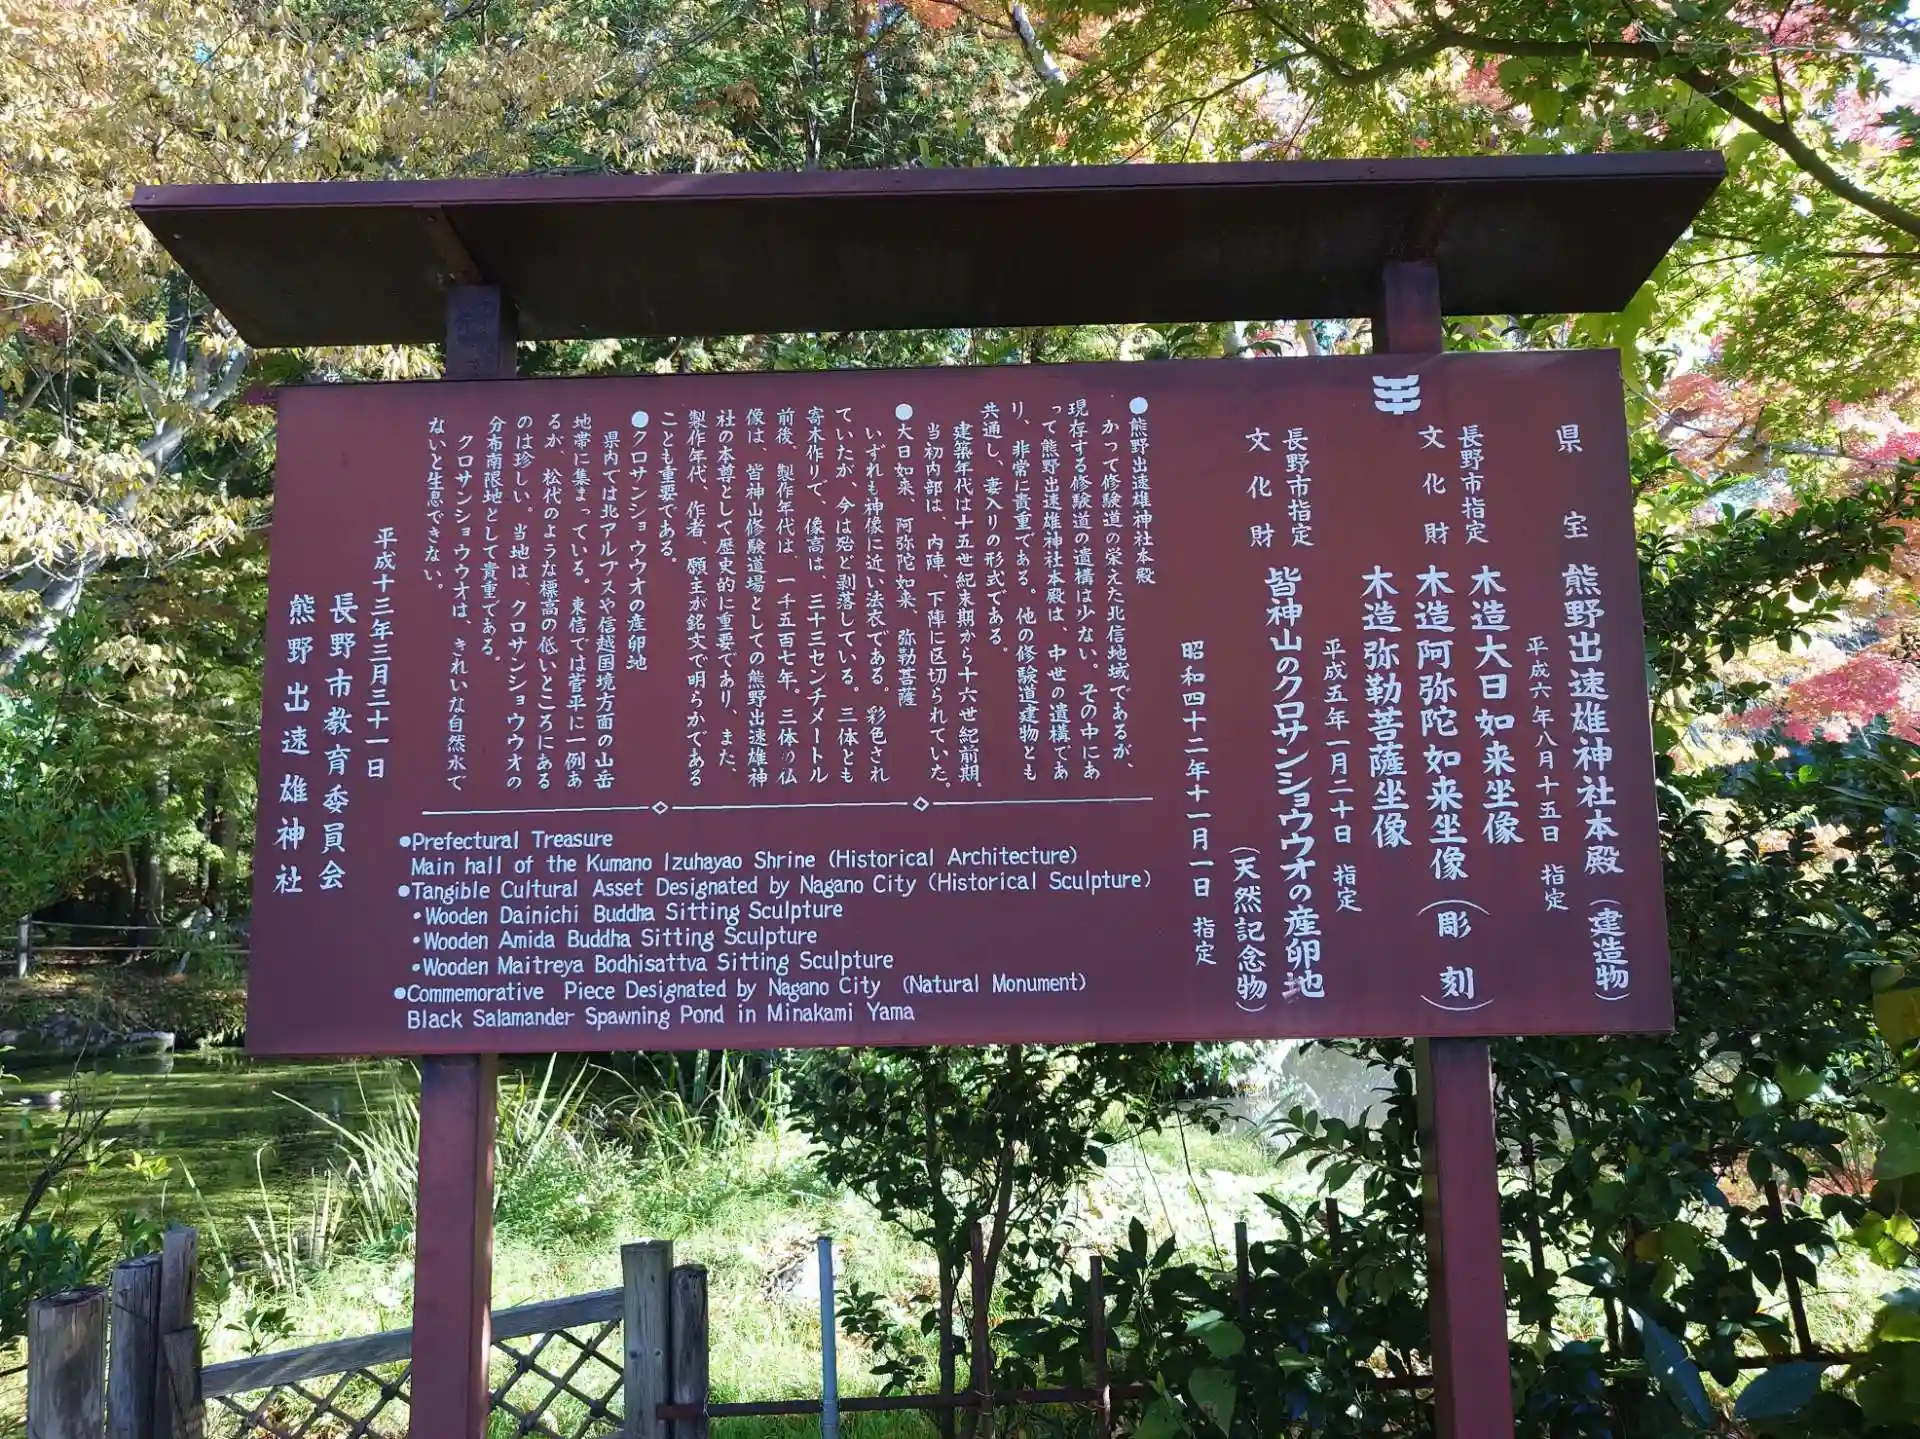 県宝 熊野出速雄神社本殿(建造物)
平成六年八月十五日 指定
長野市指定
文化財
木造大日如来坐像
木造阿弥陀如来坐像(彫刻)
木造弥勒菩薩坐像
平成五年一月二十日 指定
長野市指定
文化財
皆神山のクロサンショウウオの産卵池
(天然記念物)
昭和四十二年十一月一日 指定
●熊野出速雄神社本殿
かつて修験道の栄えた北信地域であるが、
現存する修験道の遺構は少ない。その中にあ
って熊野出速雄神社本殿は、中世の遺構であ
り、非常に貴重である。他の修験道建物とも
共通し、妻入りの形式である。
建築年代は十五世紀末期から十六世紀前期、
当初内部は、内陣、下陣に区切られていた。
●大日如来、阿弥陀如来、弥勒菩薩
いずれも神像に近い法衣である。彩色され
ていたが、今は殆ど剥落している。三体とも
寄木作りで、像高は、三十三センチメートル
前後、製作年代は、一千五百七年。三体の仏
像は、皆神山修験道場としての熊野出速雄神
社の本尊として歴史的に重要であり、また、
製作年代、作者、願主が銘文で明らかである
ことも重要である。
●クロサンショウウオの産卵池
県内では北アルプスや信越国境方面の山岳
地帯に集まっている。東信では菅平に一例あ
るが、松代のような標高の低いところにある
のは珍しい。当地は、クロサンショウウオの
分布南限地として貴重である。
クロサンショウウオは、きれいな自然水で
ないと生息できない。
平成十三年三月三十一日
長野市教育委員会
熊野出速雄神社
●Prefectural Treasure
Main hall of the Kumano Izuhayao Shrine (Historical Architecture)
●Tangible Cultural Asset Designated by Nagano City (Historical Sculpture)
・Wooden Dainichi Buddha Sitting Sculpture
・Wooden Amida Buddha Sitting Sculpture
・Wooden Maitreya Bodhisattva Sitting Sculpture
●Commemorative Piece Designated by Nagano City (Natural Monument)
Black Salamander Spawning Pond in Minakami Yama